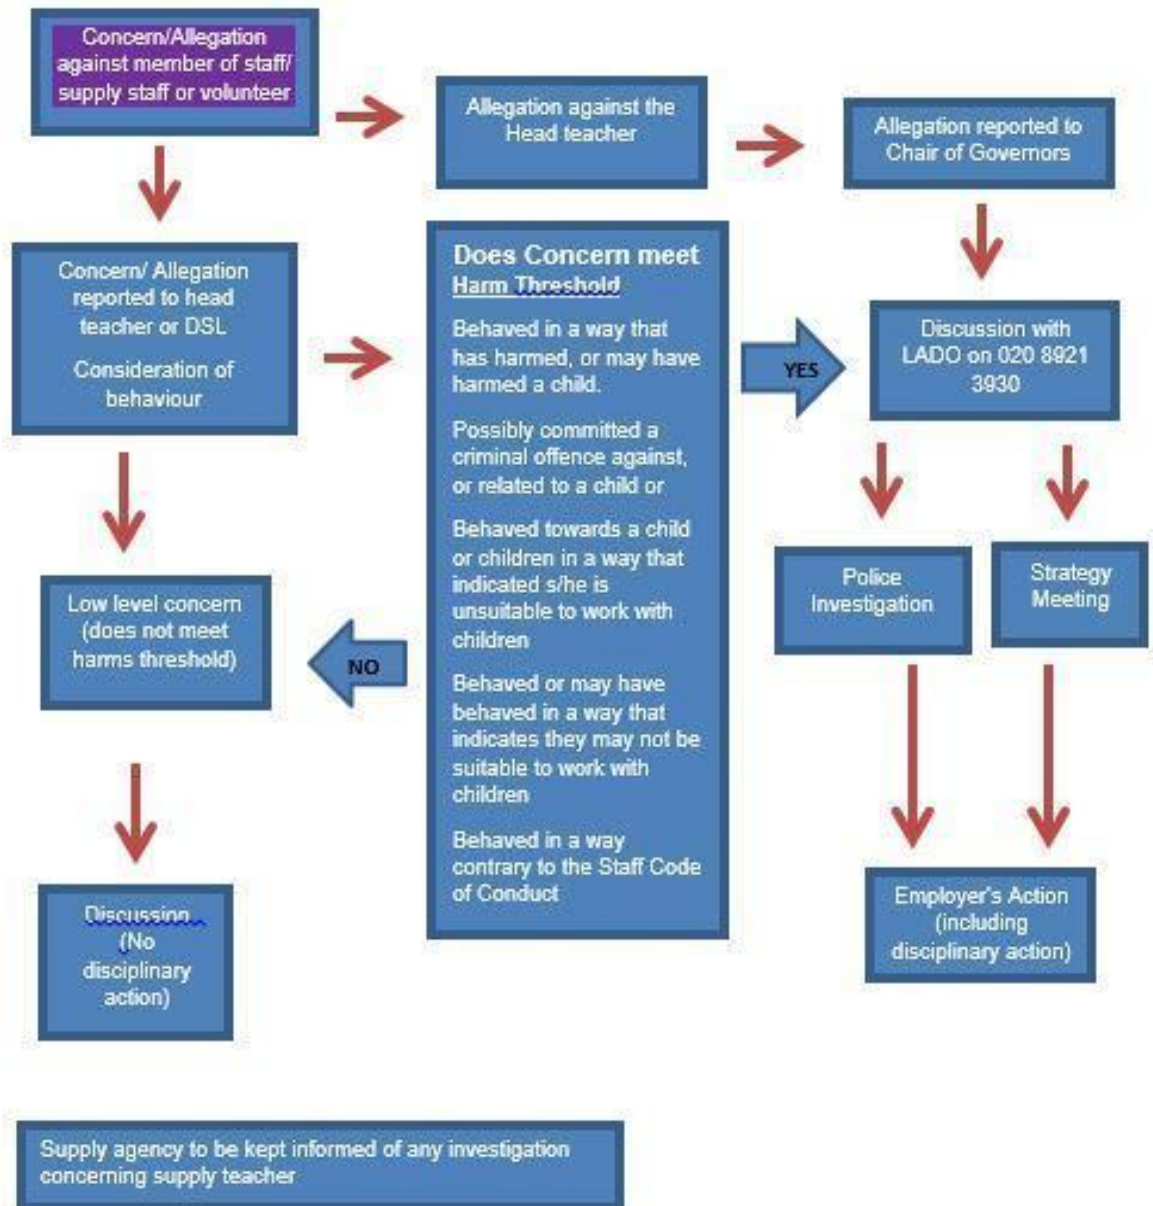 Concern/Allegation
against member of staff/
supply staff or volunteer
Allegation against the
Head teacher
Allegation reported to
Chair of Governors
Concern/ Allegation
reported to head
teacher or DSL
Consideration of
behaviour
Does Concern meet
Harm Threshold
Behaved in a way that
has harmed, or may have
harmed a child.
Possibly committed a
criminal offence against,
or related to a child or
Behaved towards a child
or children in a way that
indicated s/he is
unsuitable to work with
children
Behaved or may have
behaved in a way that
indicates they may not be
suitable to work with
children
Behaved in a way
contrary to the Staff Code
of Conduct
YES
Discussion with
LADO on 020 8921
3930
Police
Investigation
Strategy
Meeting
Employer's Action
(including
disciplinary action)
NO
Low level concern
(does not meet
harms threshold)
Discussion
(No
disciplinary
action)
Supply agency to be kept informed of any investigation
concerning supply teacher